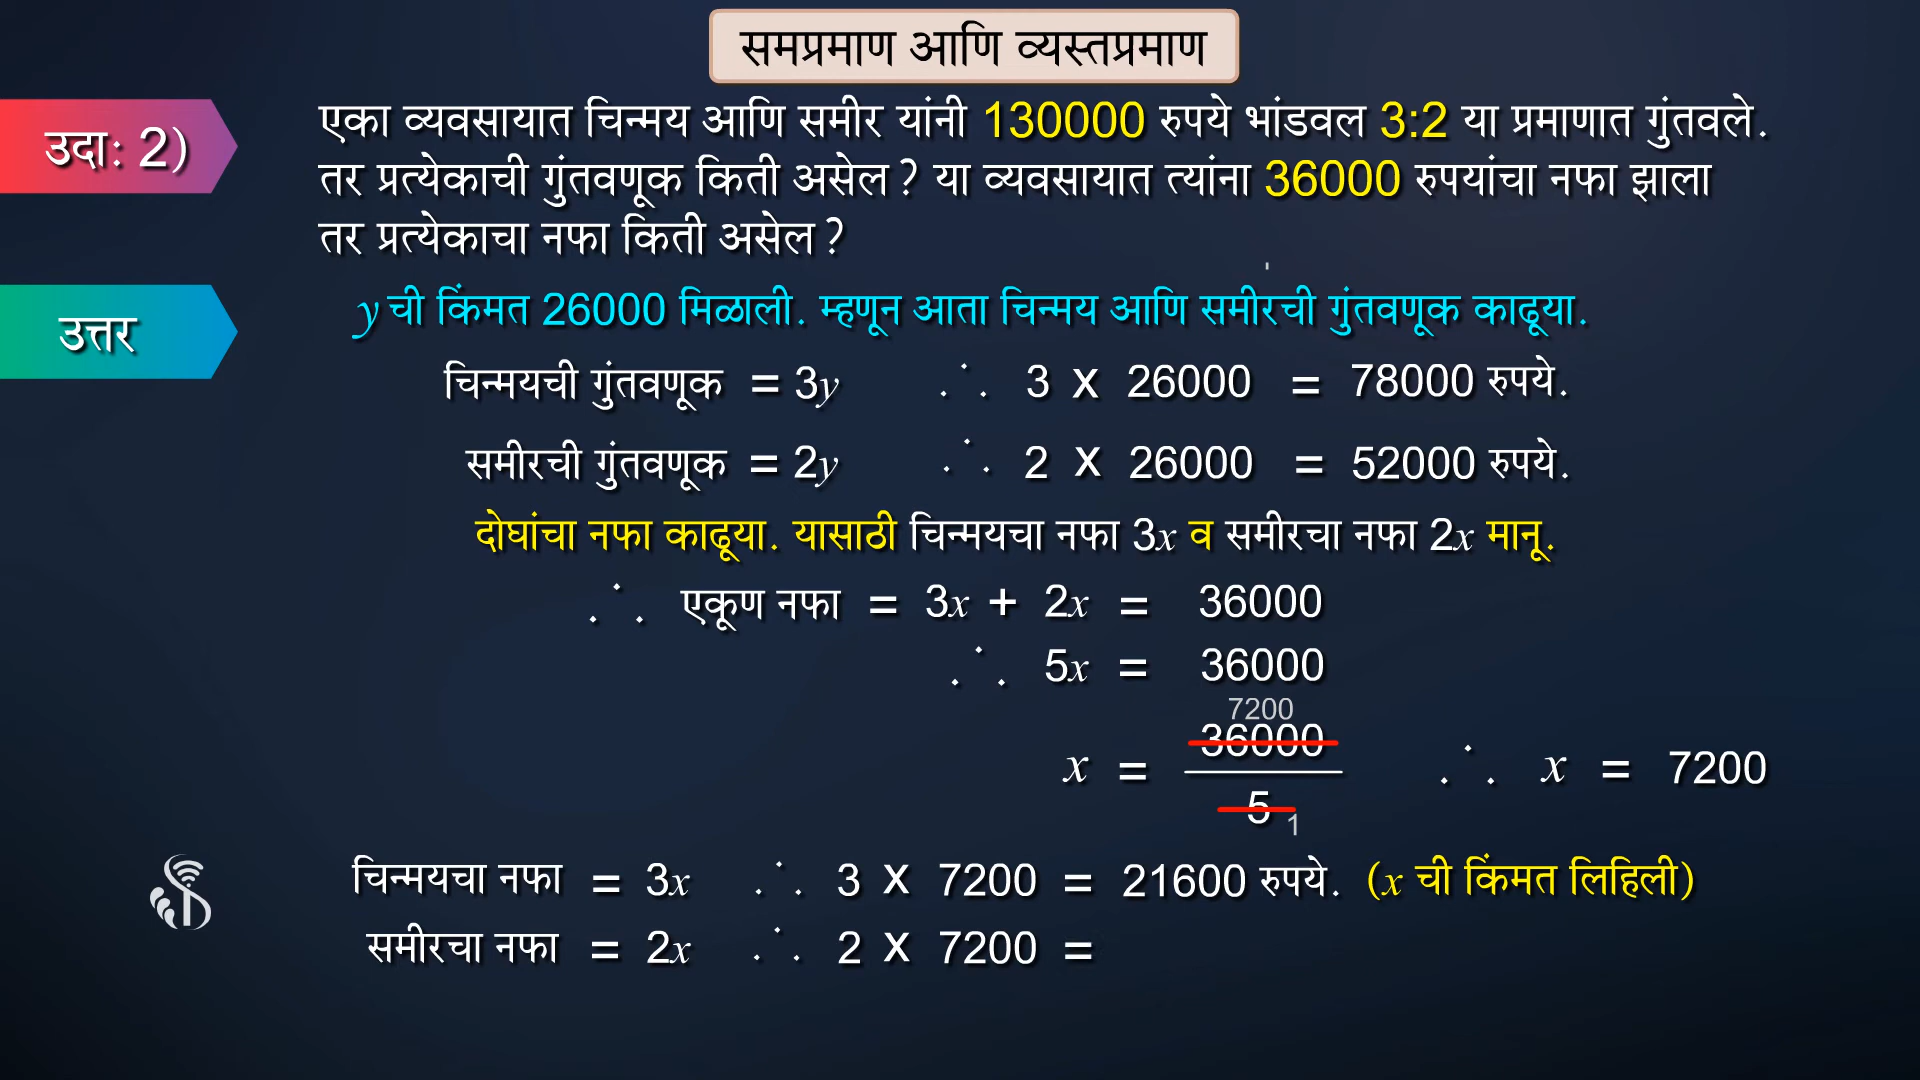 समप्रमाण आणि व्यस्तप्रमाण
उदाः 2)
एका व्यवसायात चिन्मय आणि समीर यांनी 130000 रुपये भांडवल 3:2 या प्रमाणात गुंतवले.
तर प्रत्येकाची गुंतवणूक किती असेल? या व्यवसायात त्यांना 36000 रुपयांचा नफा झाला
तर प्रत्येकाचा नफा किती असेल?
उत्तर
y ची किंमत 26000 मिळाली. म्हणून आता चिन्मय आणि समीरची गुंतवणूक काढूया.
चिन्मयची गुंतवणूक = 3y ∴ 3 x 26000 = 78000 रुपये.
समीरची गुंतवणूक = 2y ∴ 2 x 26000 = 52000 रुपये.
दोघांचा नफा काढूया. यासाठी चिन्मयचा नफा 3x व समीरचा नफा 2x मानू.
∴ एकूण नफा = 3x + 2x = 36000
∴ 5x = 36000
7200
x = 36000 / 5 ∴ x = 7200
1
चिन्मयचा नफा = 3x ∴ 3 x 7200 = 21600 रुपये. (x ची किंमत लिहिली)
समीरचा नफा = 2x ∴ 2 x 7200 =